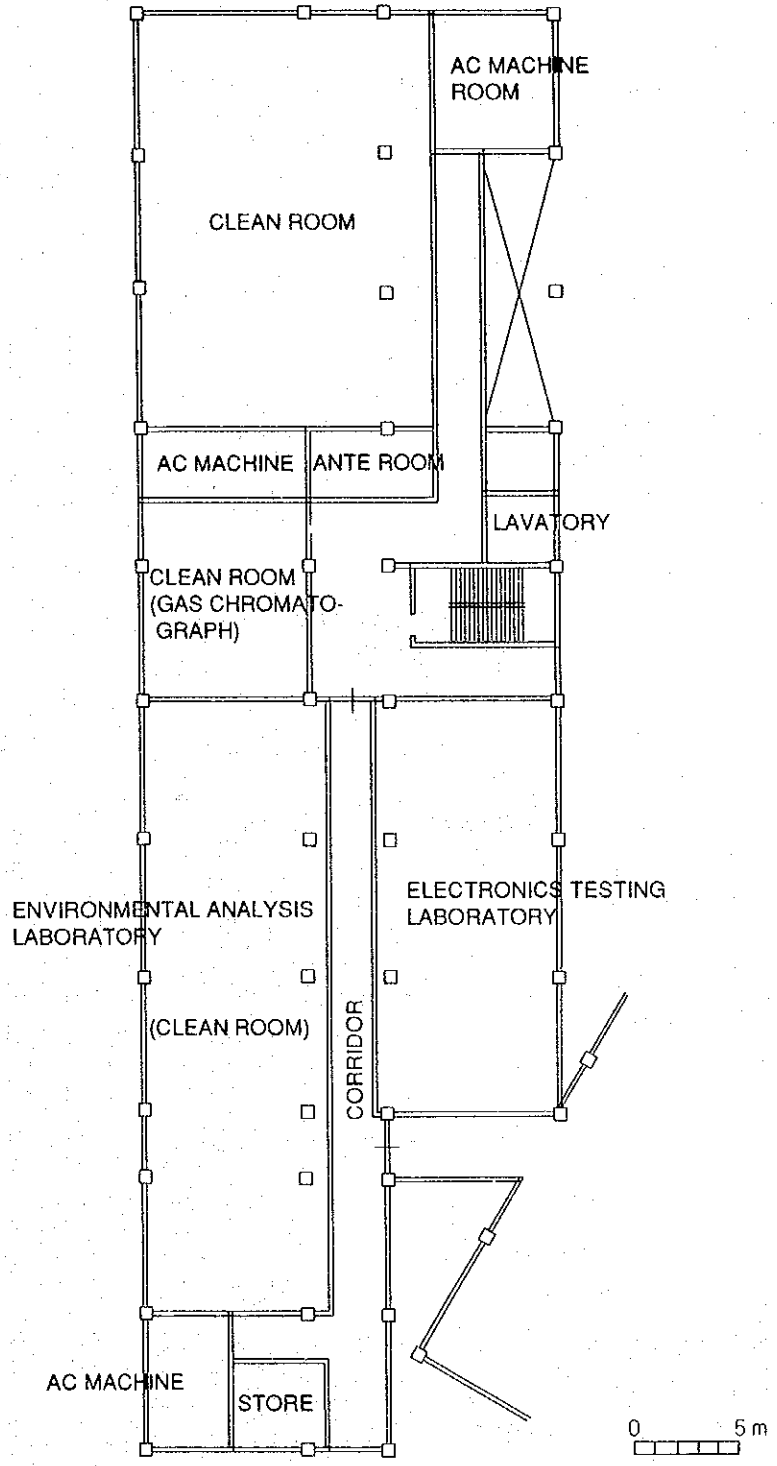 AC MACHINE
ROOM
CLEAN ROOM
AC MACHINE
ANTE ROOM
LAVATORY
CLEAN ROOM
(GAS CHROMATO-
GRAPH)
ENVIRONMENTAL ANALYSIS
LABORATORY
(CLEAN ROOM)
CORRIDOR
ELECTRONICS TESTING
LABORATORY
AC MACHINE
STORE
0 5 m